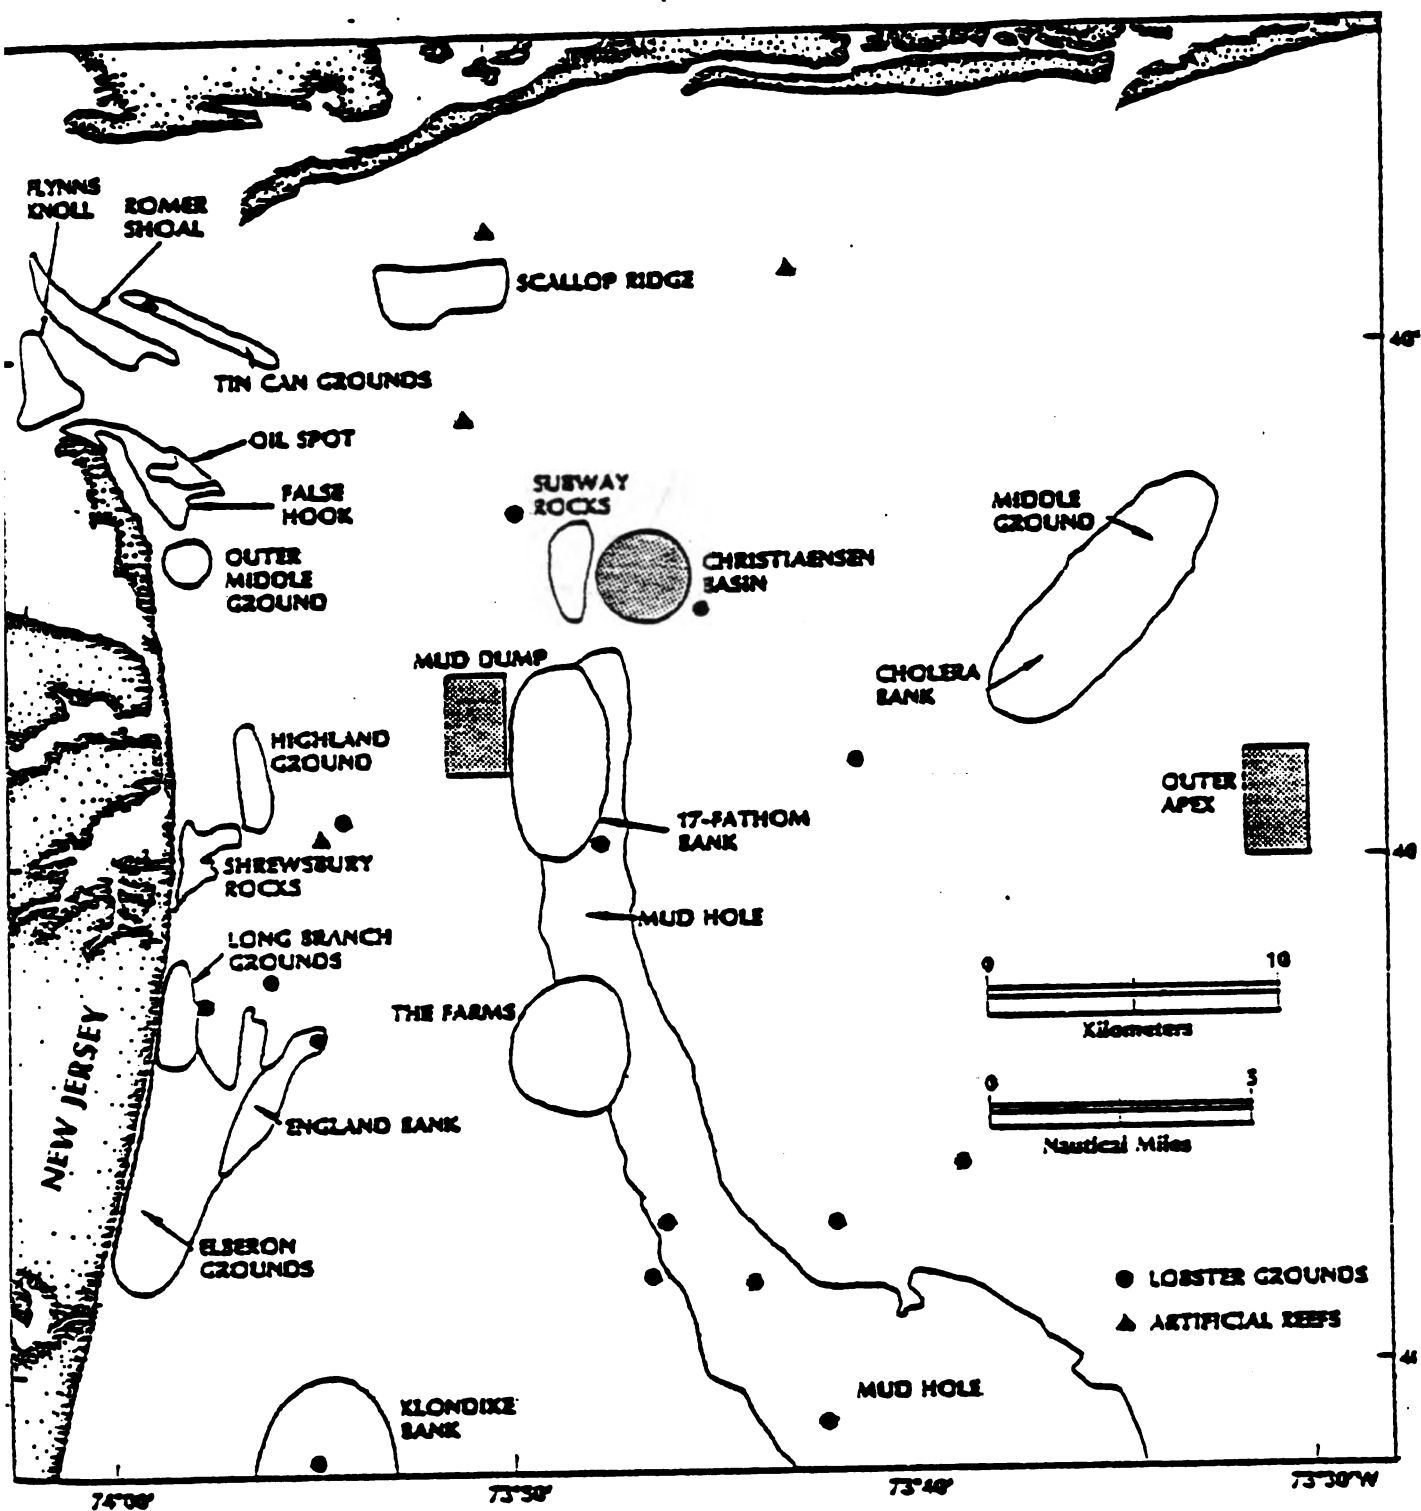 FLYNNS
KNOLL
ROMER
SHOAL
SCALLOP RIDGE
TIN CAN GROUNDS
OIL SPOT
FALSE
HOOK
SUBWAY
ROCKS
MIDDLE
GROUND
OUTER
MIDDLE
GROUND
CHRISTIAENSEN
BASIN
MUD DUMP
CHOLERA
BANK
HIGHLAND
GROUND
OUTER
APEX
17-FATHOM
BANK
SHREWSBURY
ROCKS
MUD HOLE
LONG BRANCH
GROUNDS
0 10
Kilometers
THE FARMS
NEW JERSEY
0 5
Nautical Miles
ENGLAND BANK
ELBERON
GROUNDS
LOBSTER GROUNDS
ARTIFICIAL REEFS
MUD HOLE
KLONDIKE
BANK
74°00' 73°50' 73°40' 73°30'W